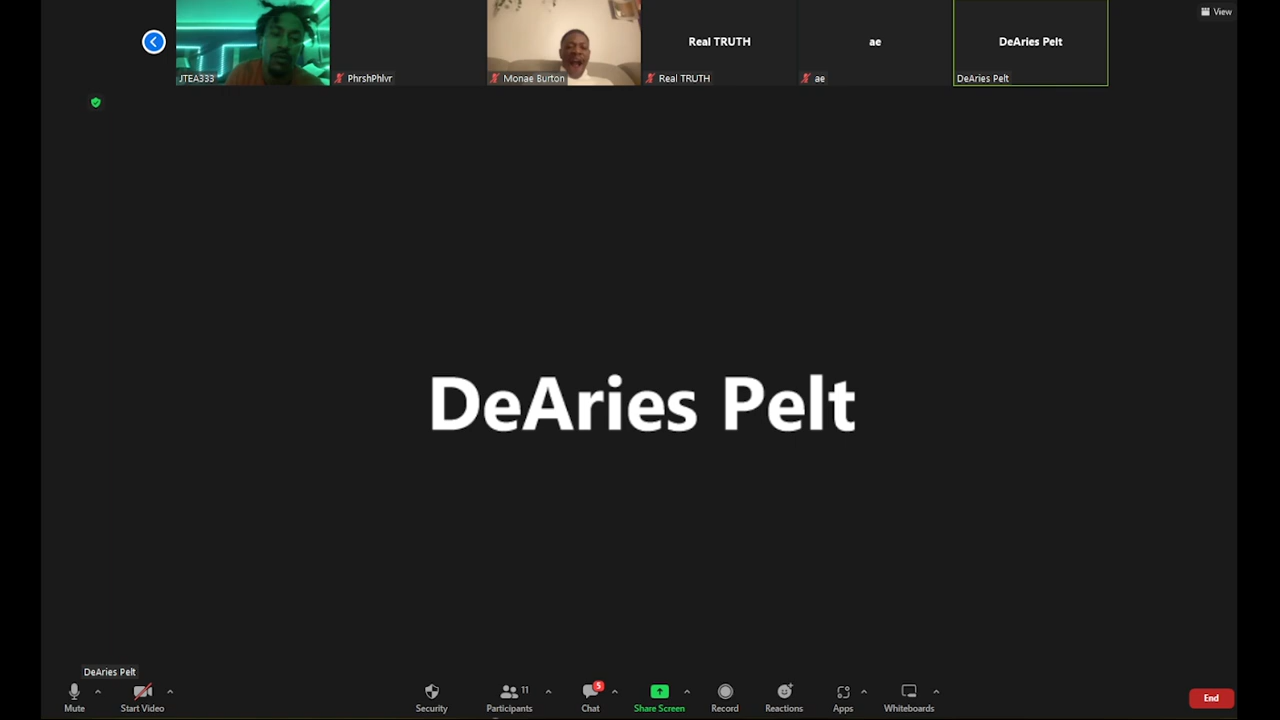 View
Real TRUTH
ae
DeAries Pelt
JTEA333
PhrshPhlvr
Monae Burton
Real TRUTH
ae
DeAries Pelt
DeAries Pelt
DeAries Pelt
11
5
Mute
Start Video
Security
Participants
Chat
Share Screen
Record
Reactions
Apps
Whiteboards
End